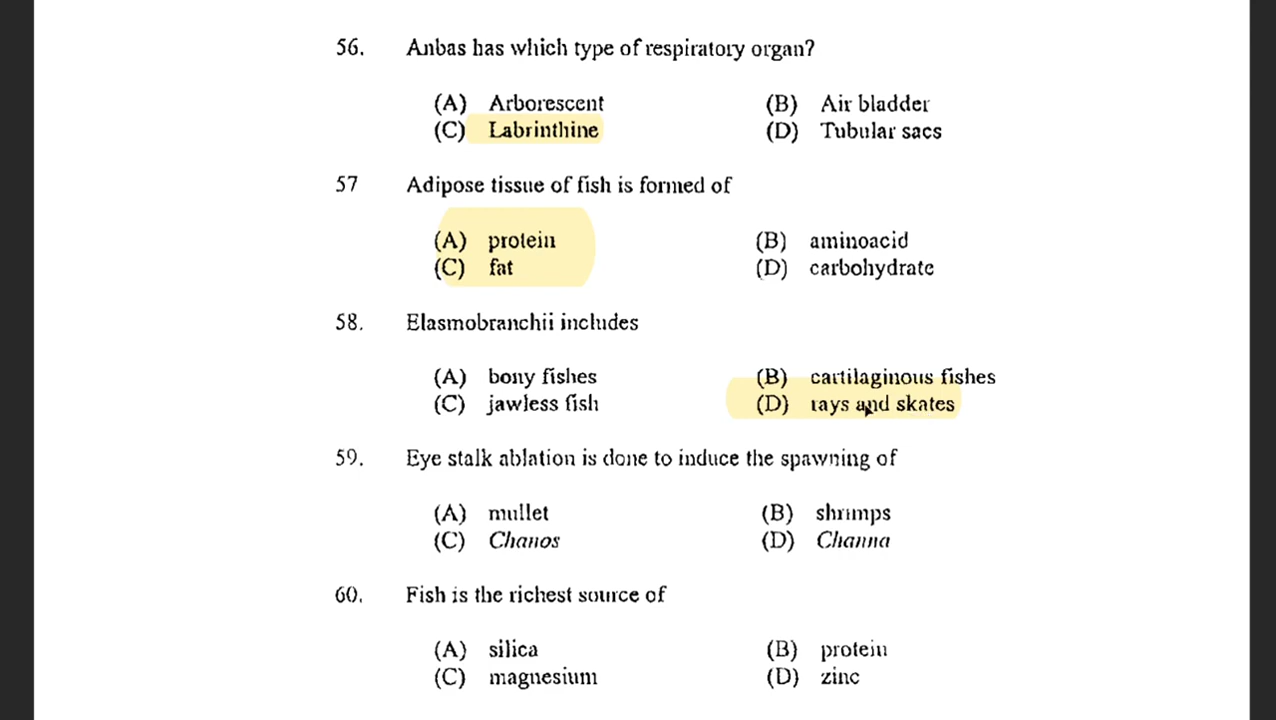 56. Anbas has which type of respiratory organ?
(A) Arborescent (B) Air bladder
(C) Labrinthine (D) Tubular sacs
57 Adipose tissue of fish is formed of
(A) protein (B) aminoacid
(C) fat (D) carbohydrate
58. Elasmobranchii includes
(A) bony fishes (B) cartilaginous fishes
(C) jawless fish (D) rays and skates
59. Eye stalk ablation is done to induce the spawning of
(A) mullet (B) shrimps
(C) Chanos (D) Channa
60. Fish is the richest source of
(A) silica (B) protein
(C) magnesium (D) zinc